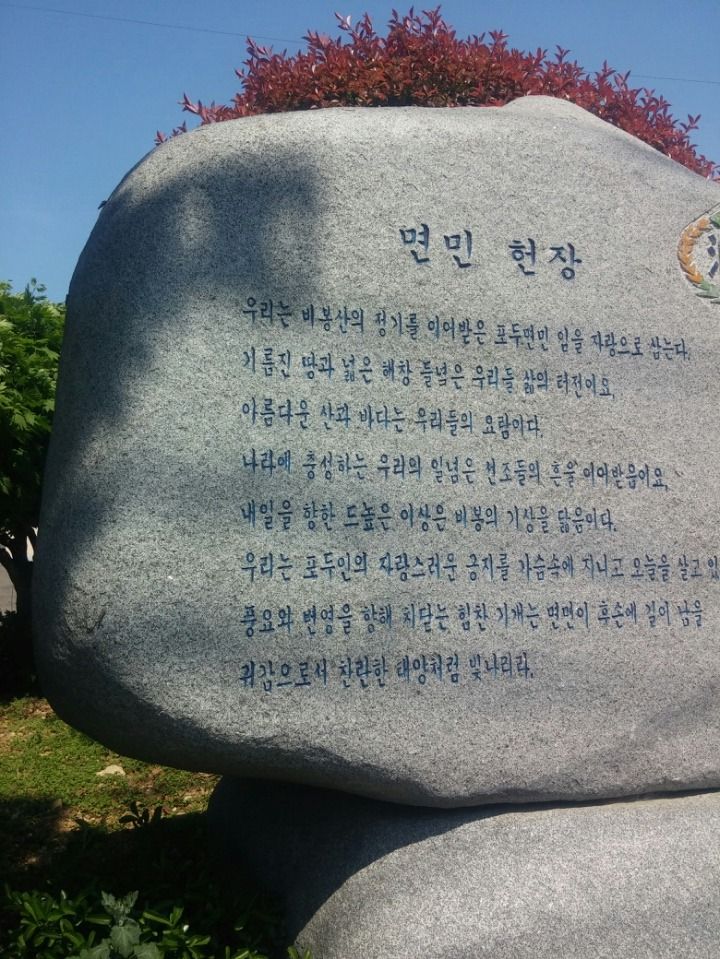 면민 헌장
우리는 비봉산의 정기를 이어받은 포두면민 임을 자랑으로 삼는다.
기름진 땅과 넓은 해창 들녘은 우리들 삶의 터전이요.
아름다운 산과 바다는 우리들의 요람이다.
나라에 충성하는 우리의 일념은 선조들의 혼을 이어받음이요.
내일을 향한 드높은 이상은 비봉의 기상을 닮음이다.
우리는 포두인의 자랑스러운 긍지를 가슴속에 지니고 오늘을 살고 있
풍요와 번영을 향해 치닫는 힘찬 기개는 면면이 후손에 길이 남을
귀감으로서 찬란한 태양처럼 빛나리라.